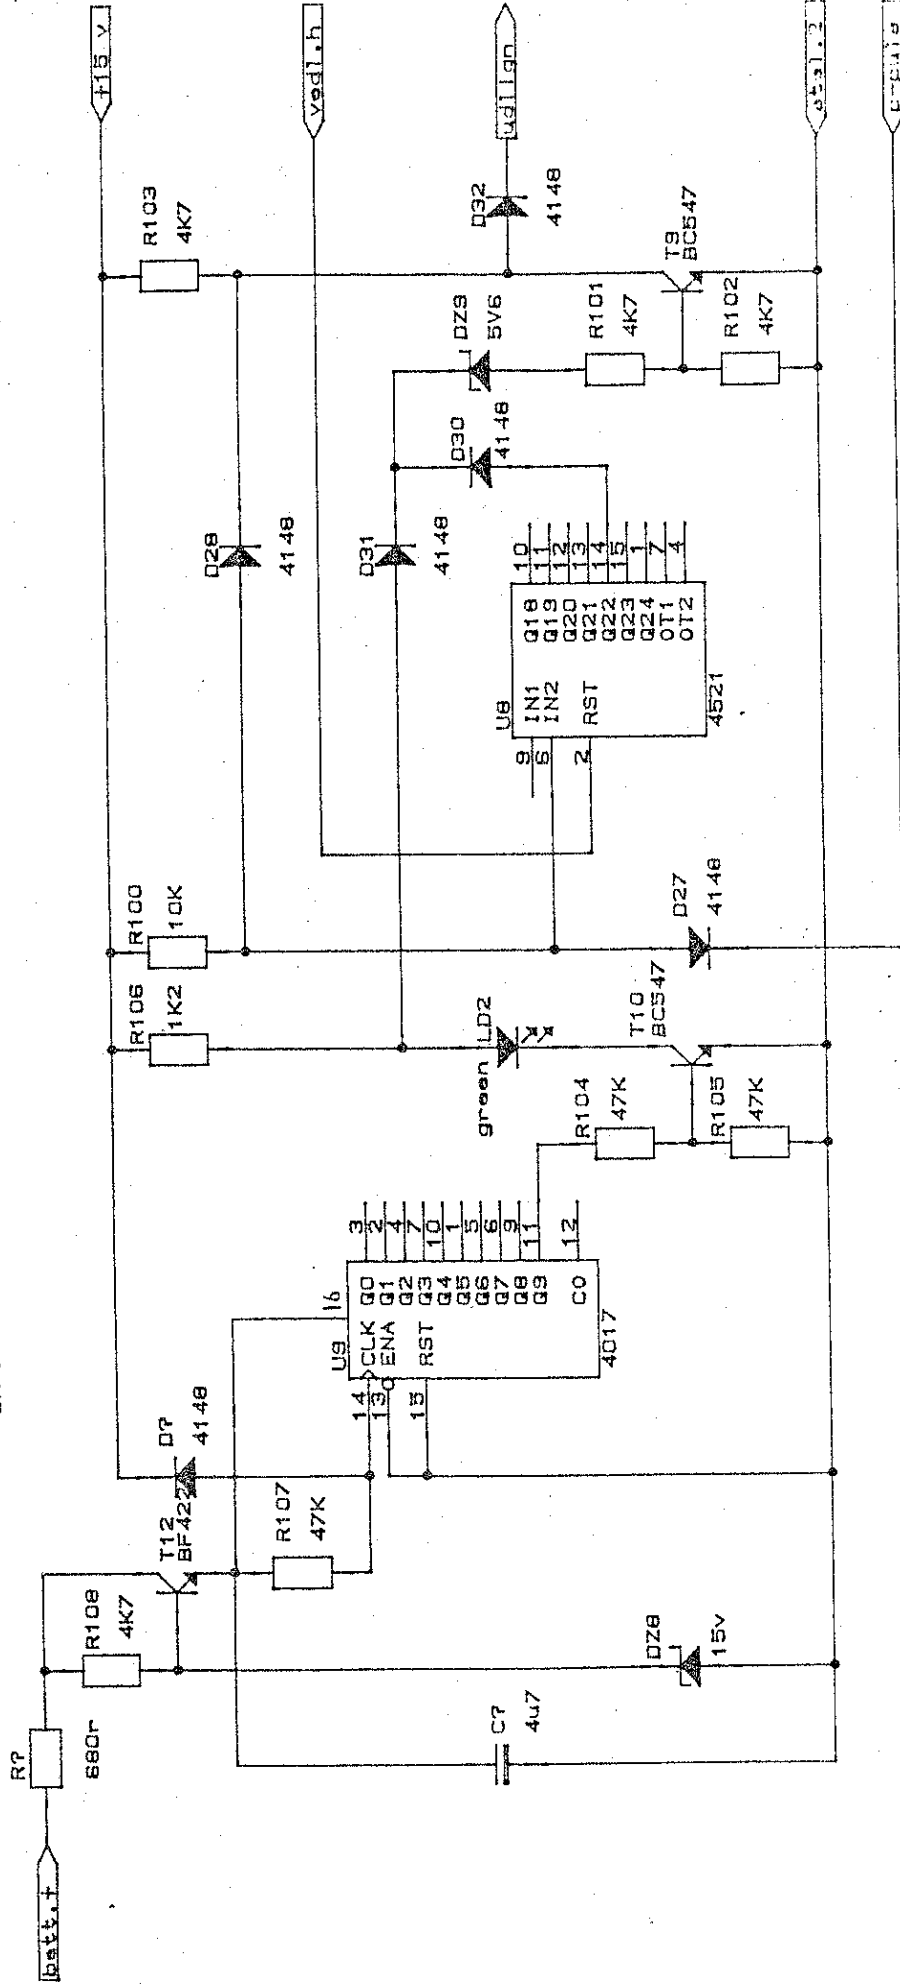 batt.+
R?
680r
R108
4K7
T12
BF422
D?
4148
R107
47K
C?
4u7
DZ8
15v
16
U9
14
13
15
CLK
ENA
RST
Q0
Q1
Q2
Q3
Q4
Q5
Q6
Q7
Q8
Q9
CO
3
2
4
7
10
1
5
6
9
11
12
4017
R104
47K
R105
47K
T10
BC547
green LD2
R106
1K2
R100
10K
D27
4148
U8
9
6
2
IN1
IN2
RST
Q18
Q19
Q20
Q21
Q22
Q23
Q24
OT1
OT2
10
11
12
13
14
15
1
7
4
4521
D28
4148
D31
4148
D30
4148
DZ9
5V6
R101
4K7
R102
4K7
T9
BC547
R103
4K7
D32
4148
+15 v
vedl.h
udlign